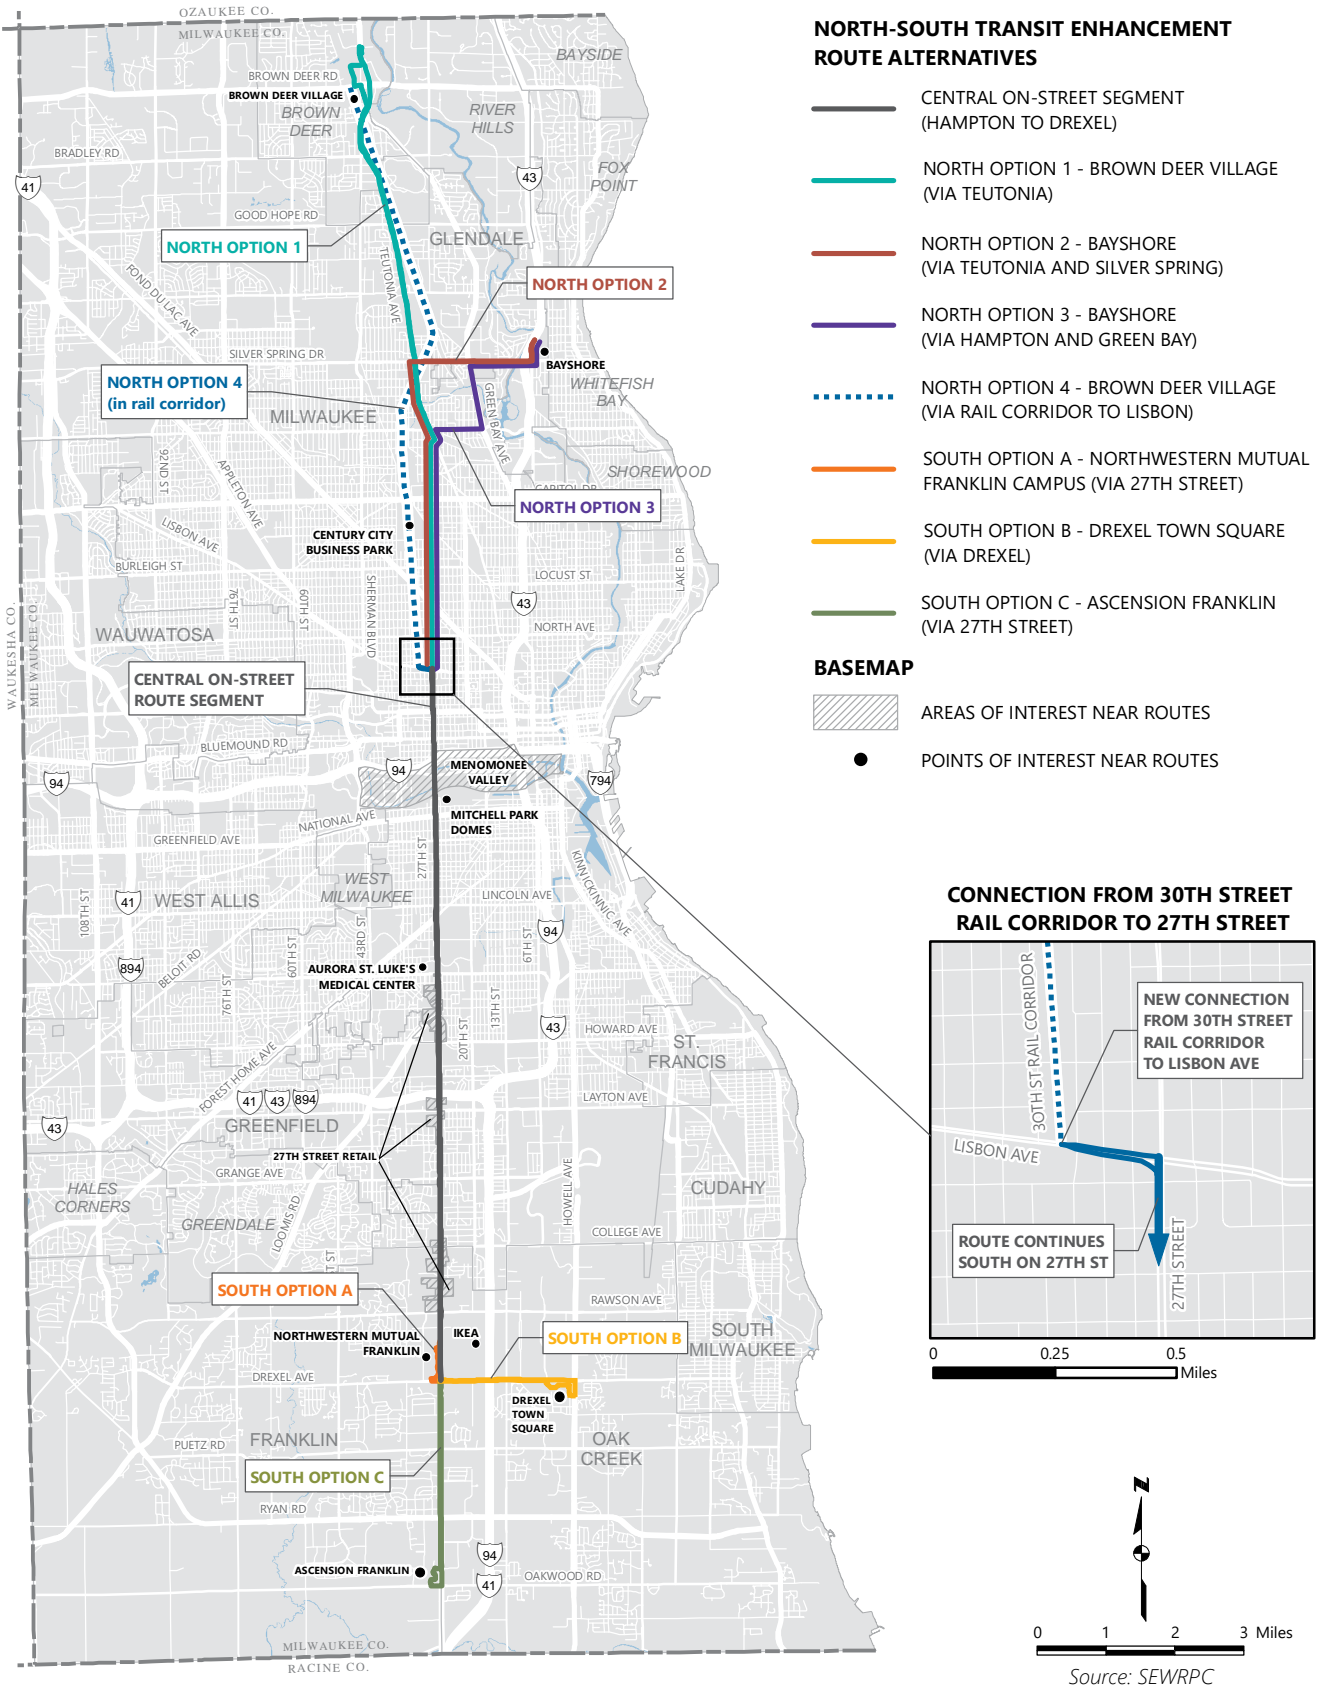 OZAUKEE CO.
MILWAUKEE CO.
BAYSIDE
BROWN DEER RD
BROWN DEER VILLAGE
BROWN
DEER
RIVER
HILLS
BRADLEY RD
FOX
POINT
41
43
GOOD HOPE RD
NORTH OPTION 1
GLENDALE
TEUTONIA AVE
FOND DU LAC AVE
NORTH OPTION 2
SILVER SPRING DR
BAYSHORE
NORTH OPTION 4
(in rail corridor)
WHITEFISH
BAY
MILWAUKEE
GREEN BAY AVE
92ND ST
APPLETON AVE
SHOREWOOD
CAPITOL DR
NORTH OPTION 3
LISBON AVE
CENTURY CITY
BUSINESS PARK
BURLEIGH ST
LOCUST ST
LAKE DR
76TH ST
60TH ST
SHERMAN BLVD
43
NORTH AVE
WAUWATOSA
WAUKESHA CO.
MILWAUKEE CO.
CENTRAL ON-STREET
ROUTE SEGMENT
BLUEMOUND RD
94
94
MENOMONEE
VALLEY
794
MITCHELL PARK
DOMES
NATIONAL AVE
GREENFIELD AVE
27TH ST
KINNICKINNIC AVE
WEST
MILWAUKEE
LINCOLN AVE
108TH ST
41
WEST ALLIS
43RD ST
94
6TH ST
60TH ST
BELOIT RD
894
AURORA ST. LUKE'S
MEDICAL CENTER
76TH ST
13TH ST
20TH ST
43
HOWARD AVE
ST.
FRANCIS
FOREST HOME AVE
41
43
894
LAYTON AVE
43
GREENFIELD
27TH STREET RETAIL
GRANGE AVE
HALES
CORNERS
CUDAHY
HOWELL AVE
GREENDALE
LOOMIS RD
COLLEGE AVE
ST
SOUTH OPTION A
RAWSON AVE
NORTHWESTERN MUTUAL
FRANKLIN
IKEA
SOUTH OPTION B
SOUTH
MILWAUKEE
DREXEL AVE
DREXEL
TOWN
SQUARE
PUETZ RD
FRANKLIN
OAK
CREEK
SOUTH OPTION C
RYAN RD
94
41
ASCENSION FRANKLIN
OAKWOOD RD
MILWAUKEE CO.
RACINE CO.
NORTH-SOUTH TRANSIT ENHANCEMENT
ROUTE ALTERNATIVES
CENTRAL ON-STREET SEGMENT
(HAMPTON TO DREXEL)
NORTH OPTION 1 - BROWN DEER VILLAGE
(VIA TEUTONIA)
NORTH OPTION 2 - BAYSHORE
(VIA TEUTONIA AND SILVER SPRING)
NORTH OPTION 3 - BAYSHORE
(VIA HAMPTON AND GREEN BAY)
NORTH OPTION 4 - BROWN DEER VILLAGE
(VIA RAIL CORRIDOR TO LISBON)
SOUTH OPTION A - NORTHWESTERN MUTUAL
FRANKLIN CAMPUS (VIA 27TH STREET)
SOUTH OPTION B - DREXEL TOWN SQUARE
(VIA DREXEL)
SOUTH OPTION C - ASCENSION FRANKLIN
(VIA 27TH STREET)
BASEMAP
AREAS OF INTEREST NEAR ROUTES
POINTS OF INTEREST NEAR ROUTES
CONNECTION FROM 30TH STREET
RAIL CORRIDOR TO 27TH STREET
30TH ST RAIL CORRIDOR
NEW CONNECTION
FROM 30TH STREET
RAIL CORRIDOR
TO LISBON AVE
LISBON AVE
ROUTE CONTINUES
SOUTH ON 27TH ST
27TH STREET
0 0.25 0.5
Miles
N
0 1 2 3 Miles
Source: SEWRPC